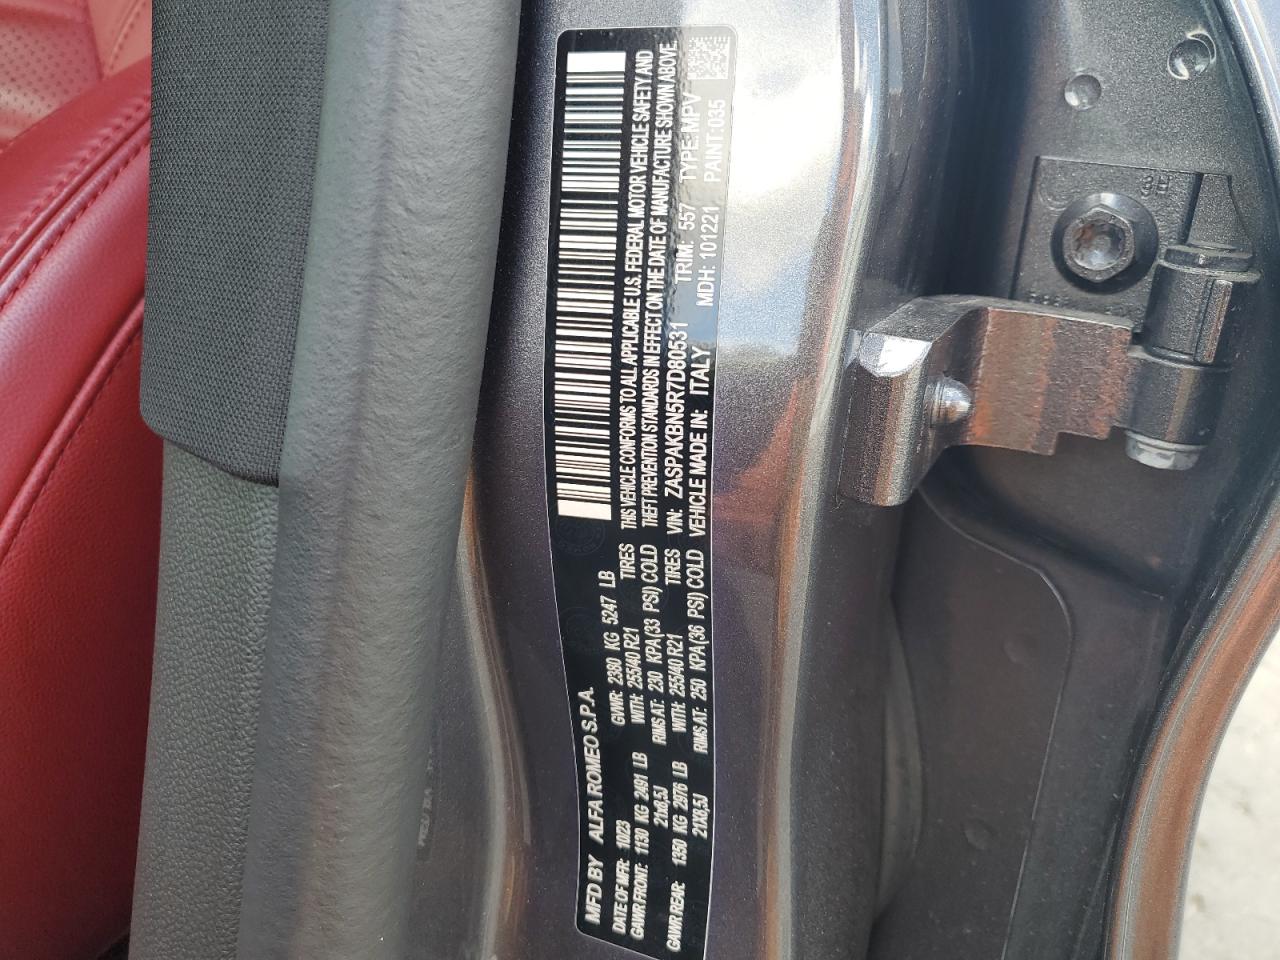 MFD BY ALFA ROMEO S.P.A.
DATE OF MFR: 10/23 GVWR: 2380 KG 5247 LB
GAWR FRONT: 1130 KG 2491 LB WITH: 255/40 R21 TIRES
21x8,5J RIMS AT: 230 KPA(33 PSI) COLD
GAWR REAR: 1350 KG 2976 LB WITH: 255/40 R21 TIRES
21X8,5J RIMS AT: 250 KPA(36 PSI) COLD
THIS VEHICLE CONFORMS TO ALL APPLICABLE U.S. FEDERAL MOTOR VEHICLE SAFETY AND
THEFT PREVENTION STANDARDS IN EFFECT ON THE DATE OF MANUFACTURE SHOWN ABOVE.
VIN: ZASPAKBN5R7D80531 TRIM: 557 TYPE: MPV
VEHICLE MADE IN: ITALY MDH: 101221 PAINT: 035